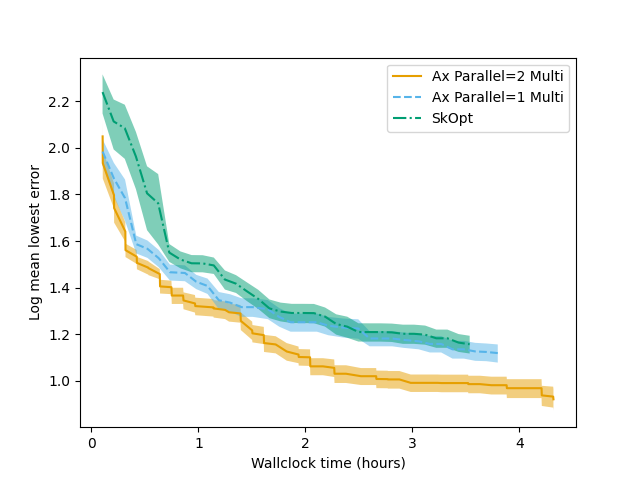 Ax Parallel=2 Multi
Ax Parallel=1 Multi
SkOpt
Log mean lowest error
2.2
2.0
1.8
1.6
1.4
1.2
1.0
0
1
2
3
4
Wallclock time (hours)